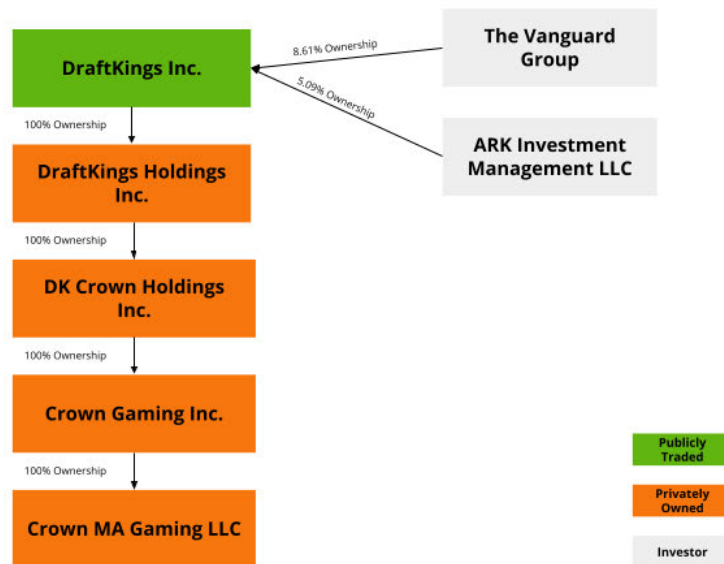 DraftKings Inc.
8.61% Ownership
The Vanguard
Group
5.09% Ownership
ARK Investment
Management LLC
100% Ownership
DraftKings Holdings
Inc.
100% Ownership
DK Crown Holdings
Inc.
100% Ownership
Crown Gaming Inc.
100% Ownership
Crown MA Gaming LLC
Publicly
Traded
Privately
Owned
Investor